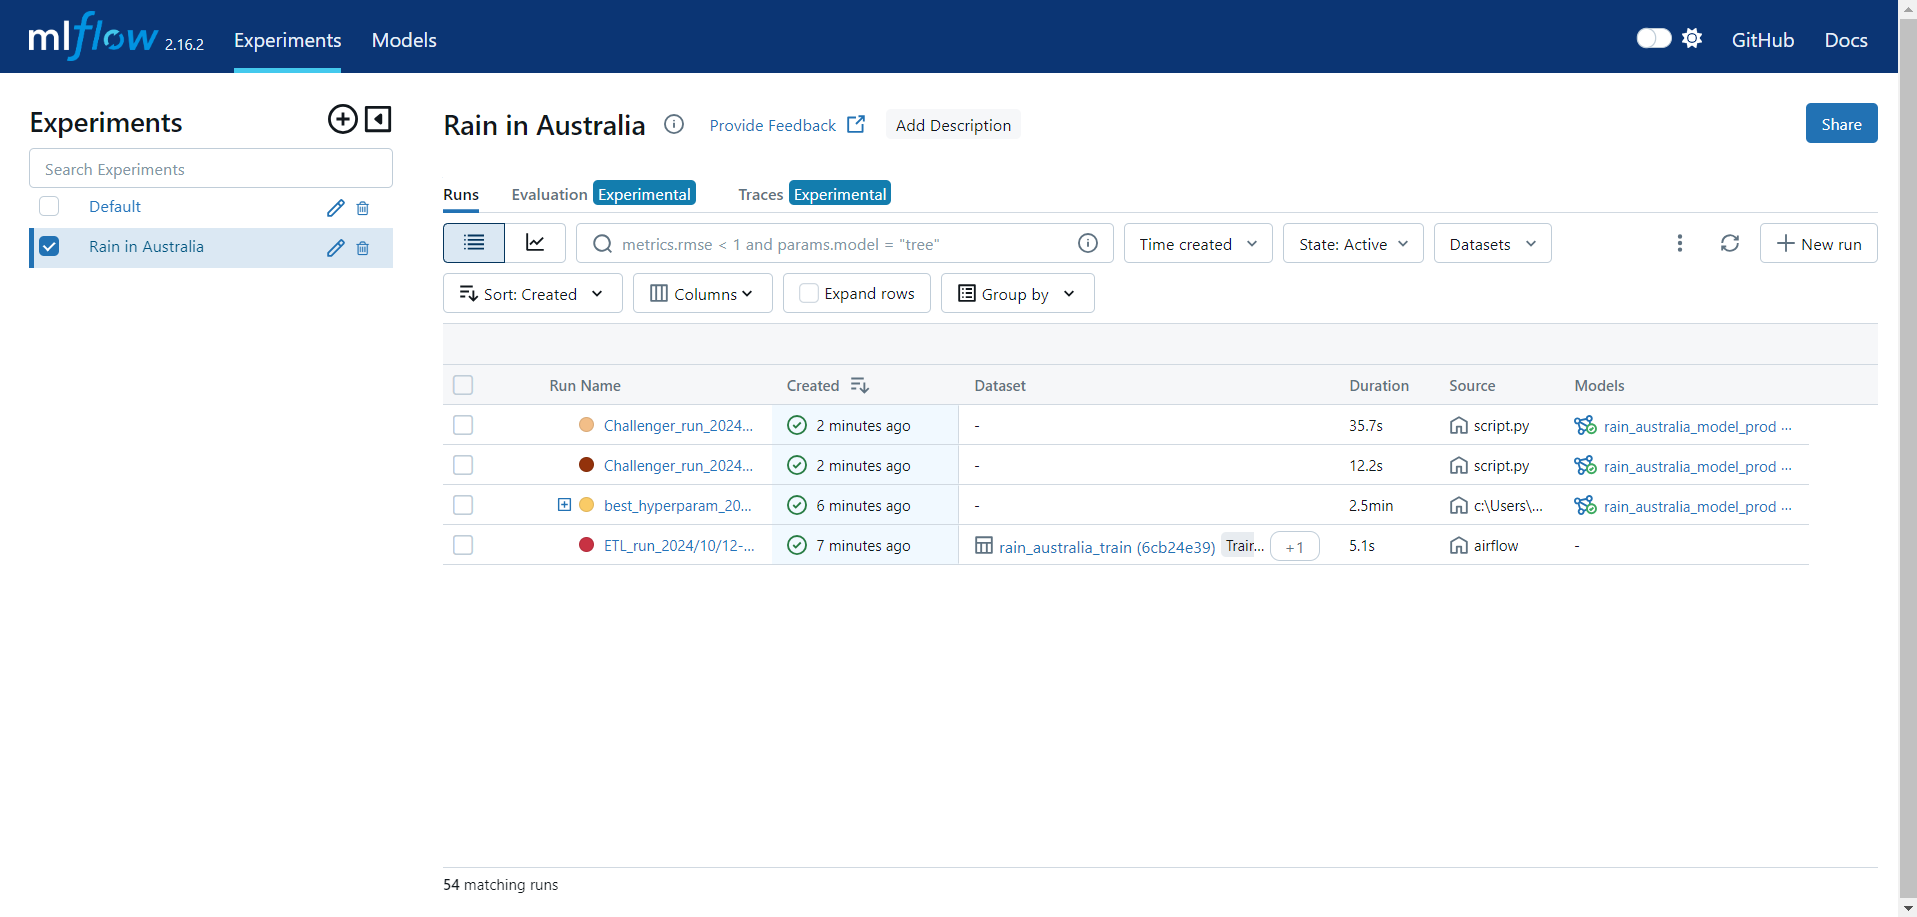 mlflow 2.16.2 Experiments Models GitHub Docs
Experiments
Search Experiments
Default
Rain in Australia
Rain in Australia Provide Feedback Add Description Share
Runs Evaluation Experimental Traces Experimental
metrics.rmse < 1 and params.model = "tree" Time created State: Active Datasets New run
Sort: Created Columns Expand rows Group by
Run Name Created Dataset Duration Source Models
Challenger_run_2024... 2 minutes ago - 35.7s script.py rain_australia_model_prod ...
Challenger_run_2024... 2 minutes ago - 12.2s script.py rain_australia_model_prod ...
best_hyperparam_20... 6 minutes ago - 2.5min c:\Users\... rain_australia_model_prod ...
ETL_run_2024/10/12-... 7 minutes ago rain_australia_train (6cb24e39) Train... +1 5.1s airflow -
54 matching runs